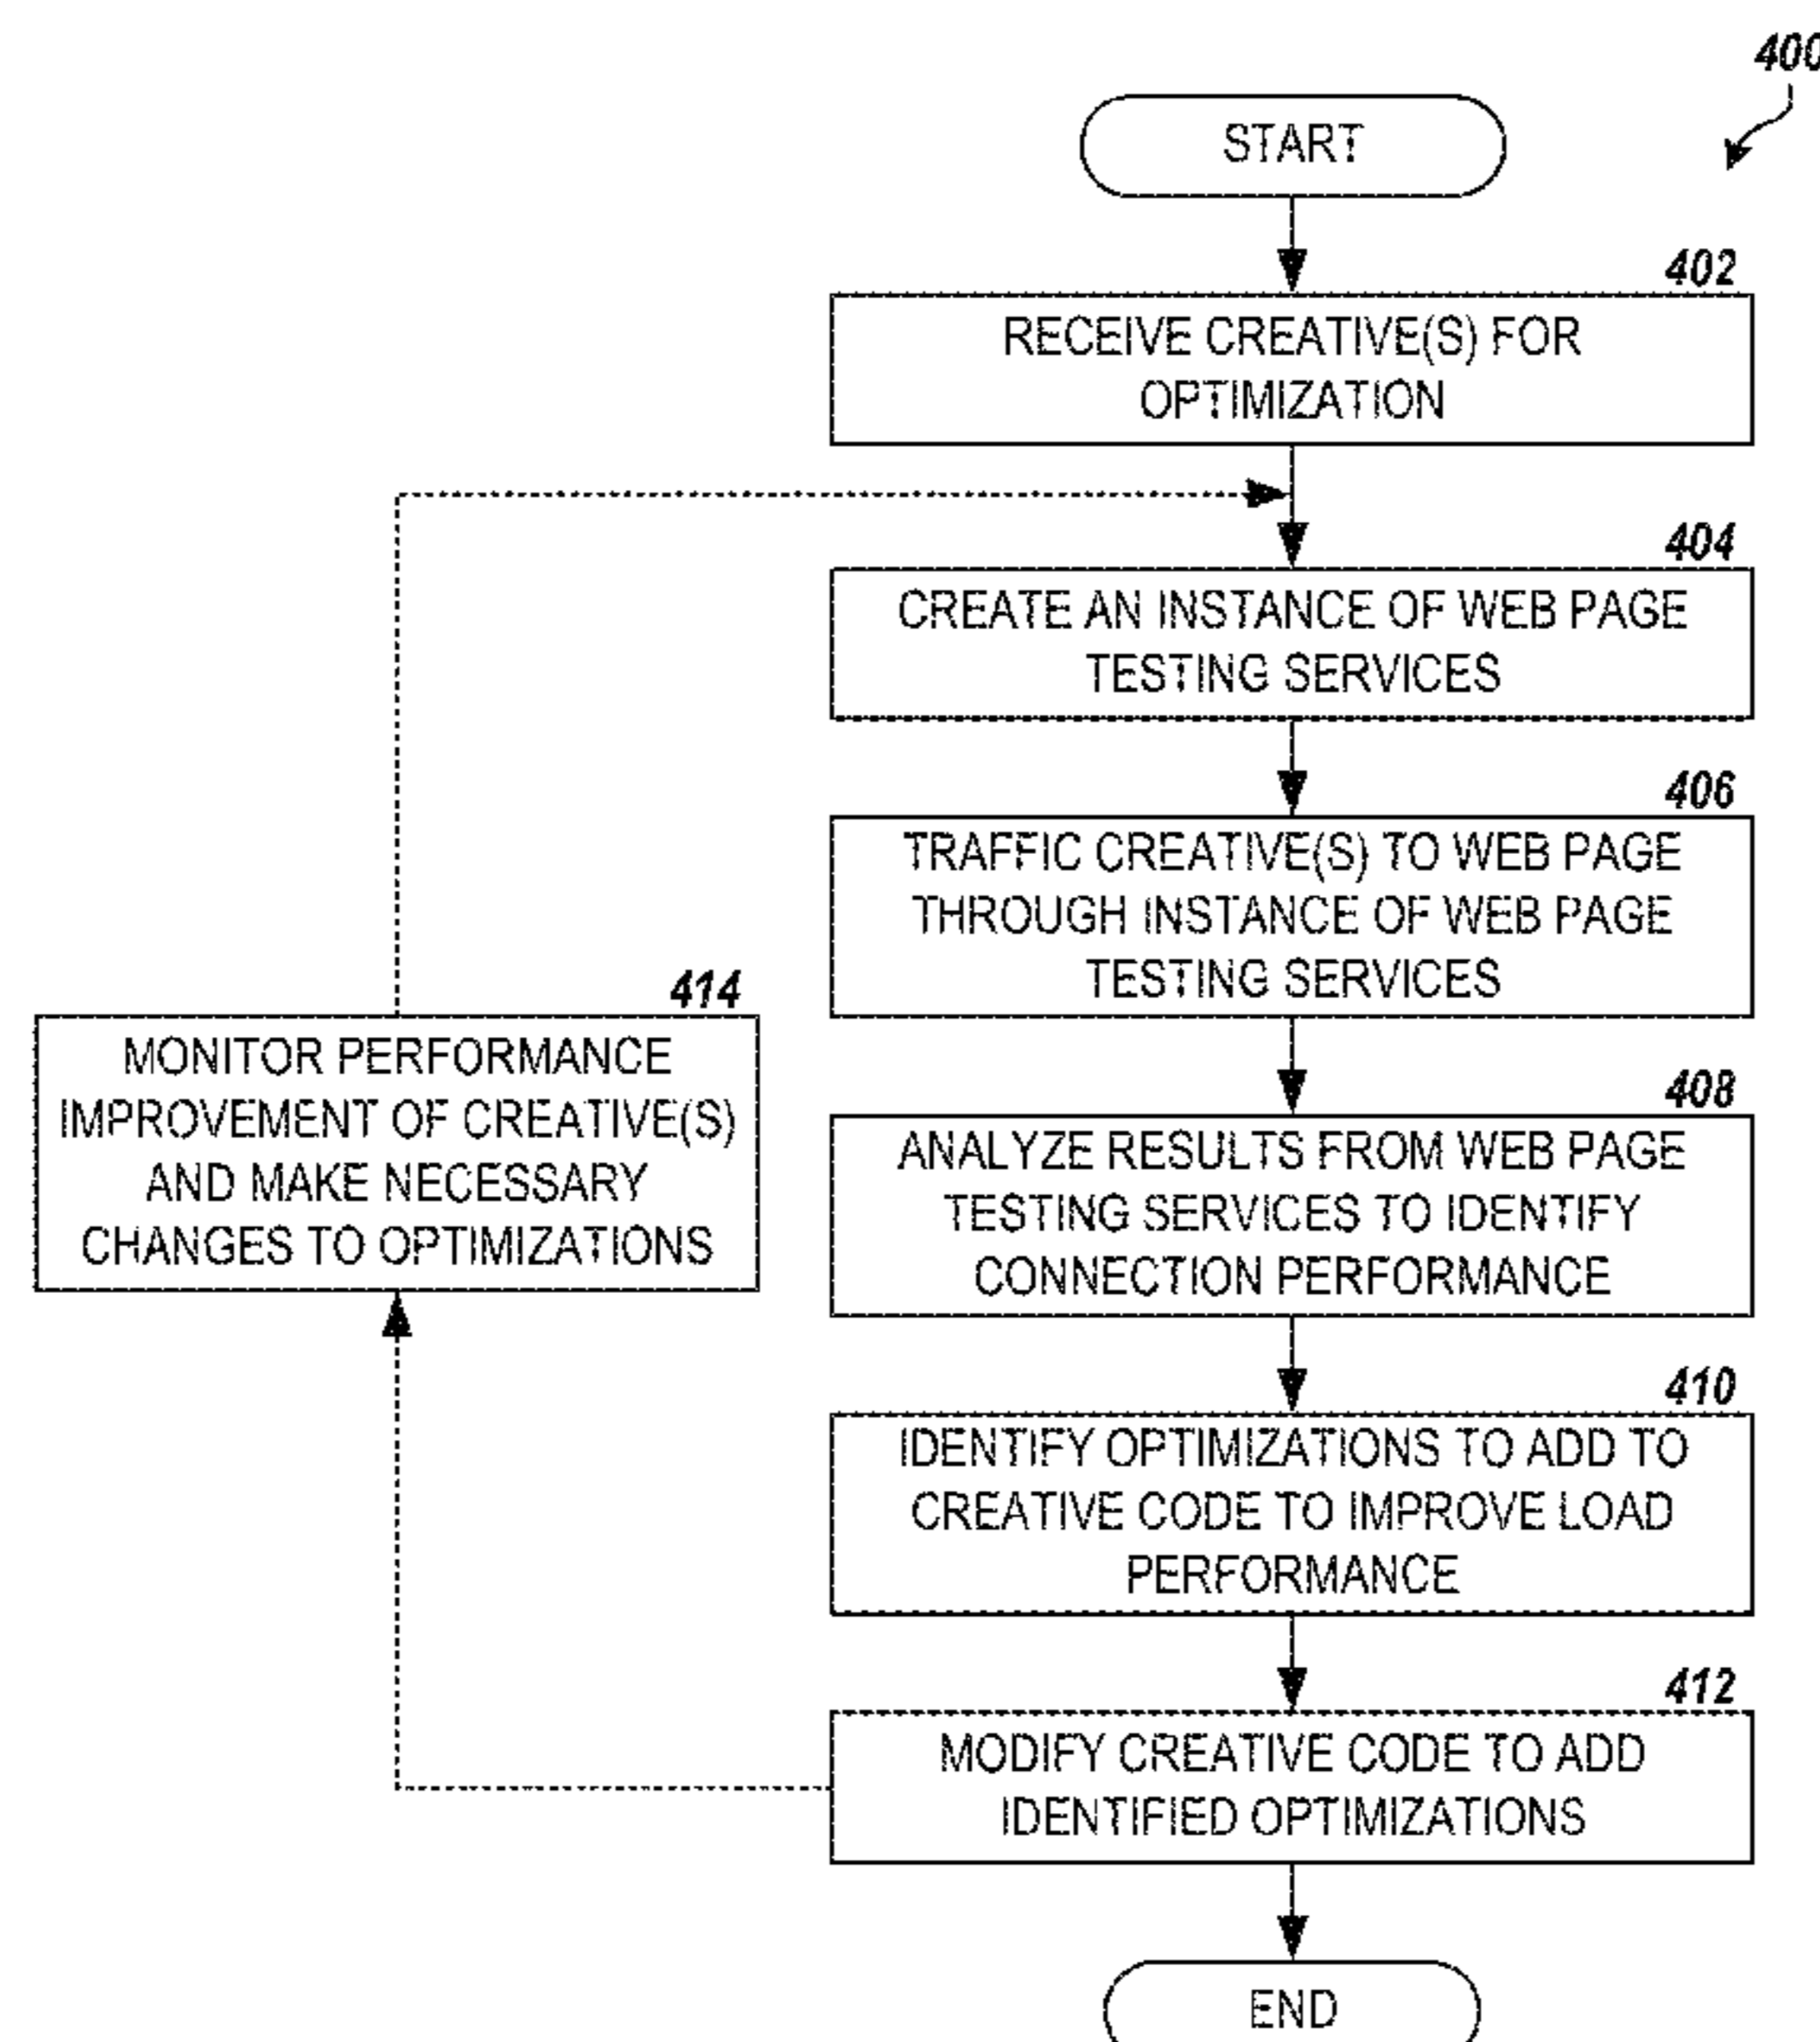 400
START
402
RECEIVE CREATIVE(S) FOR
OPTIMIZATION
404
CREATE AN INSTANCE OF WEB PAGE
TESTING SERVICES
406
TRAFFIC CREATIVE(S) TO WEB PAGE
THROUGH INSTANCE OF WEB PAGE
TESTING SERVICES
414
MONITOR PERFORMANCE
IMPROVEMENT OF CREATIVE(S)
AND MAKE NECESSARY
CHANGES TO OPTIMIZATIONS
408
ANALYZE RESULTS FROM WEB PAGE
TESTING SERVICES TO IDENTIFY
CONNECTION PERFORMANCE
410
IDENTIFY OPTIMIZATIONS TO ADD TO
CREATIVE CODE TO IMPROVE LOAD
PERFORMANCE
412
MODIFY CREATIVE CODE TO ADD
IDENTIFIED OPTIMIZATIONS
END